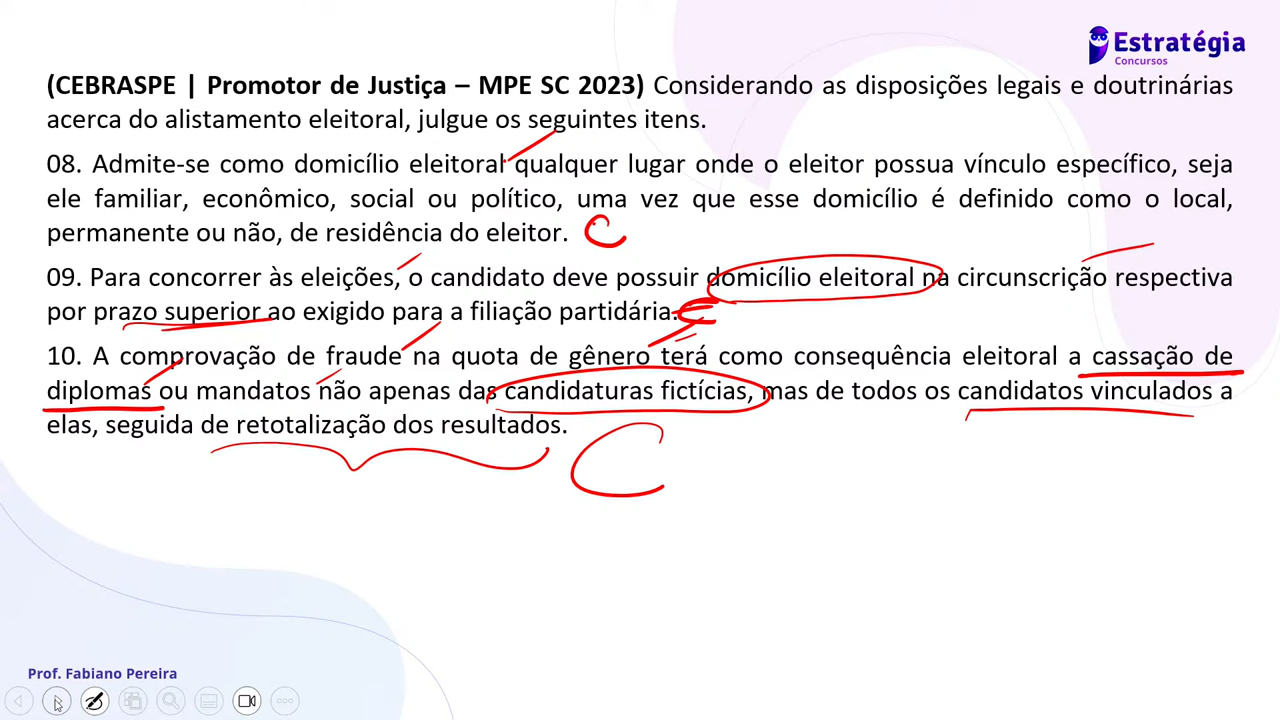 Estratégia
Concursos
(CEBRASPE | Promotor de Justiça – MPE SC 2023) Considerando as disposições legais e doutrinárias
acerca do alistamento eleitoral, julgue os seguintes itens.
08. Admite-se como domicílio eleitoral qualquer lugar onde o eleitor possua vínculo específico, seja
ele familiar, econômico, social ou político, uma vez que esse domicílio é definido como o local,
permanente ou não, de residência do eleitor. C
09. Para concorrer às eleições, o candidato deve possuir domicílio eleitoral na circunscrição respectiva
por prazo superior ao exigido para a filiação partidária. E
10. A comprovação de fraude na quota de gênero terá como consequência eleitoral a cassação de
diplomas ou mandatos não apenas das candidaturas fictícias, mas de todos os candidatos vinculados a
elas, seguida de retotalização dos resultados. C
Prof. Fabiano Pereira